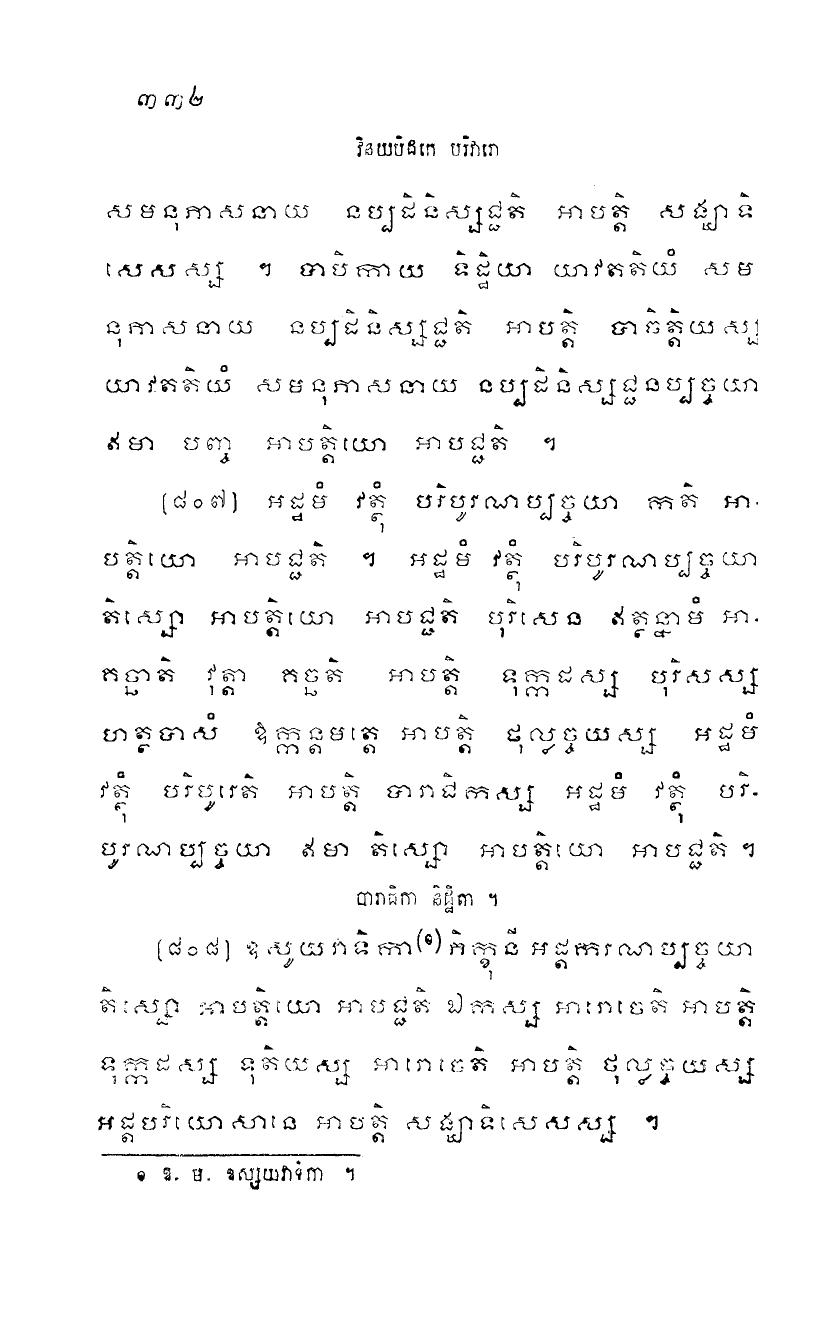 ៣៣២
វិនយបិដកេ បរិវារោ
សមនុភាសនាយ នប្បដិនិស្សជ្ជតិ អាបត្តិ សង្ឃាទិ
សេសស្ស ។ បាបិកាយ ទិដ្ឋិយា យាវតតិយំ សម
នុភាសនាយ នប្បដិនិស្សជ្ជតិ អាបត្តិ បាចិត្តិយស្ស
យាវតតិយំ សមនុភាសនាយ នប្បដិនិស្សជ្ជនប្បច្ចយា
ឥមា បញ្ច អាបត្តិយោ អាបជ្ជតិ ។
[៨០៧] អដ្ឋមំ វត្ថុំ បរិបូរណាប្បច្ចយា កតិ អា-
បត្តិយោ អាបជ្ជតិ ។ អដ្ឋមំ វត្ថុំ បរិបូរណាប្បច្ចយា
តិស្សោ អាបត្តិយោ អាបជ្ជតិ បុរិសេន ឥត្ថន្នាមំ អា-
គច្ឆាតិ វុត្តា គច្ឆតិ អាបត្តិ ទុក្កដស្ស បុរិសស្ស
ហត្ថបាសំ ឱក្កន្តមត្តេ អាបត្តិ ថុល្លច្ចយស្ស អដ្ឋមំ
វត្ថុំ បរិបូរេតិ អាបត្តិ បារាជិកស្ស អដ្ឋមំ វត្ថុំ បរិ-
បូរណាប្បច្ចយា ឥមា តិស្សោ អាបត្តិយោ អាបជ្ជតិ ។
បារាជិកា និដ្ឋិតា ។
[៨០៨] ឧសូយវាទិកា(១) ភិក្ខុនី អដ្ដករណប្បច្ចយា
តិស្សោ អាបត្តិយោ អាបជ្ជតិ ឯកស្ស អារោចេតិ អាបត្តិ
ទុក្កដស្ស ទុតិយស្ស អារោចេតិ អាបត្តិ ថុល្លច្ចយស្ស
អដ្ដបរិយោសានេ អាបត្តិ សង្ឃាទិសេសស្ស ។
១ ឱ. ម. ឧស្សូយវាទិកា ។